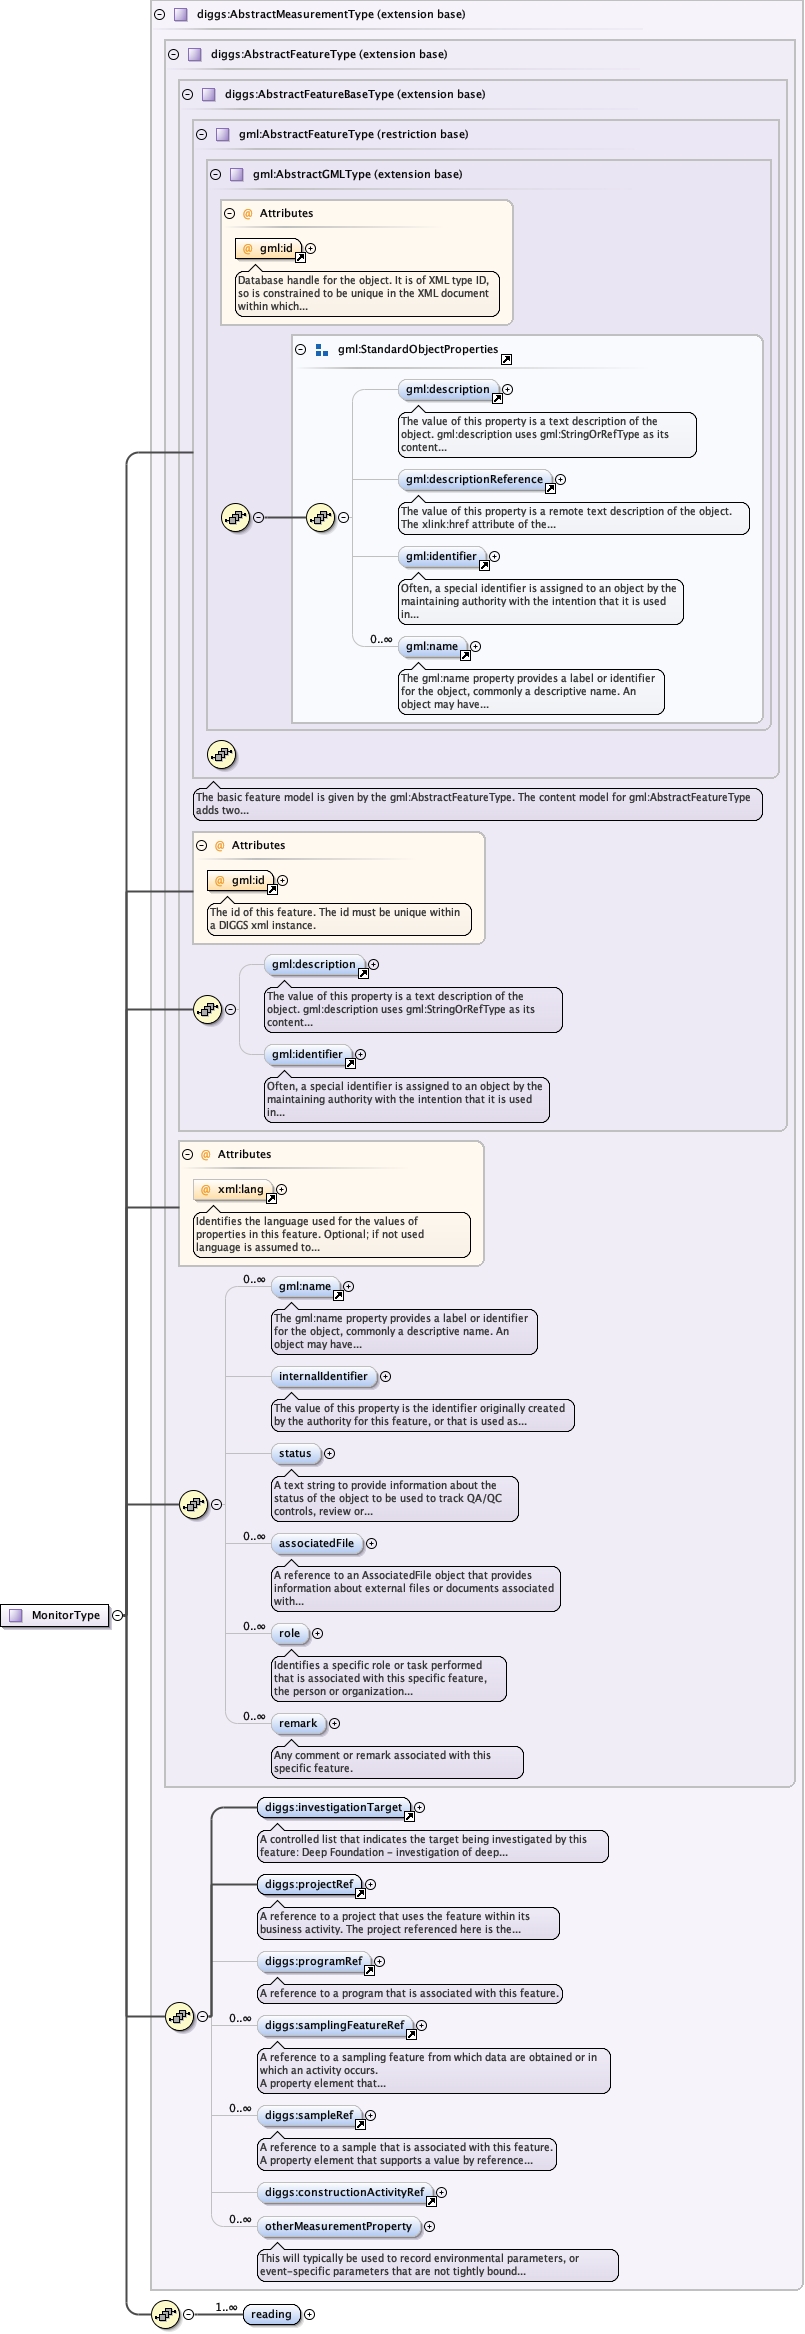 diggs:AbstractMeasurementType (extension base)
diggs:AbstractFeatureType (extension base)
diggs:AbstractFeatureBaseType (extension base)
gml:AbstractFeatureType (restriction base)
gml:AbstractGMLType (extension base)
@ Attributes
@ gml:id
Database handle for the object. It is of XML type ID,
so is constrained to be unique in the XML document
within which...
gml:StandardObjectProperties
gml:description
The value of this property is a text description of the
object. gml:description uses gml:StringOrRefType as its
content...
gml:descriptionReference
The value of this property is a remote text description of the object.
The xlink:href attribute of the...
gml:identifier
Often, a special identifier is assigned to an object by the
maintaining authority with the intention that it is used
in...
0..∞
gml:name
The gml:name property provides a label or identifier
for the object, commonly a descriptive name. An
object may have...
The basic feature model is given by the gml:AbstractFeatureType. The content model for gml:AbstractFeatureType
adds two...
@ Attributes
@ gml:id
The id of this feature. The id must be unique within
a DIGGS xml instance.
gml:description
The value of this property is a text description of the
object. gml:description uses gml:StringOrRefType as its
content...
gml:identifier
Often, a special identifier is assigned to an object by the
maintaining authority with the intention that it is used
in...
@ Attributes
@ xml:lang
Identifies the language used for the values of
properties in this feature. Optional; if not used
language is assumed to...
0..∞
gml:name
The gml:name property provides a label or identifier
for the object, commonly a descriptive name. An
object may have...
internalIdentifier
The value of this property is the identifier originally created
by the authority for this feature, or that is used as...
status
A text string to provide information about the
status of the object to be used to track QA/QC
controls, review or...
0..∞
associatedFile
A reference to an AssociatedFile object that provides
information about external files or documents associated
with...
MonitorType
0..∞
role
Identifies a specific role or task performed
that is associated with this specific feature,
the person or organization...
0..∞
remark
Any comment or remark associated with this
specific feature.
diggs:investigationTarget
A controlled list that indicates the target being investigated by this
feature: Deep Foundation – investigation of deep...
diggs:projectRef
A reference to a project that uses the feature within its
business activity. The project referenced here is the...
diggs:programRef
A reference to a program that is associated with this feature.
0..∞
diggs:samplingFeatureRef
A reference to a sampling feature from which data are obtained or in
which an activity occurs.
A property element that...
0..∞
diggs:sampleRef
A reference to a sample that is associated with this feature.
A property element that supports a value by reference...
diggs:constructionActivityRef
0..∞
otherMeasurementProperty
This will typically be used to record environmental parameters, or
event-specific parameters that are not tightly bound...
1..∞
reading